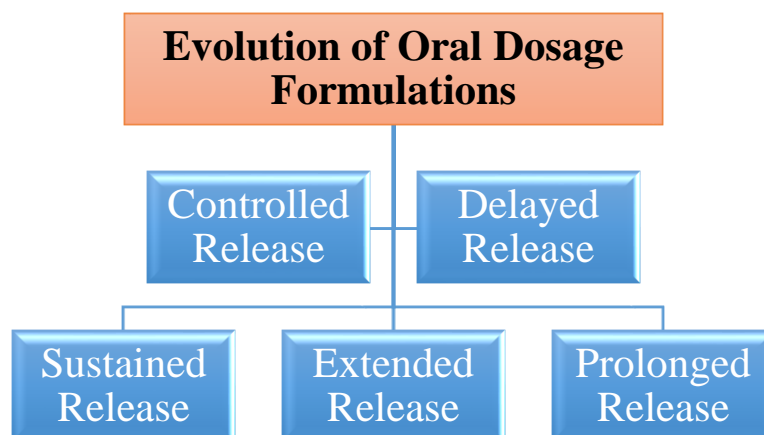 Evolution of Oral Dosage
Formulations
Controlled
Release
Delayed
Release
Sustained
Release
Extended
Release
Prolonged
Release